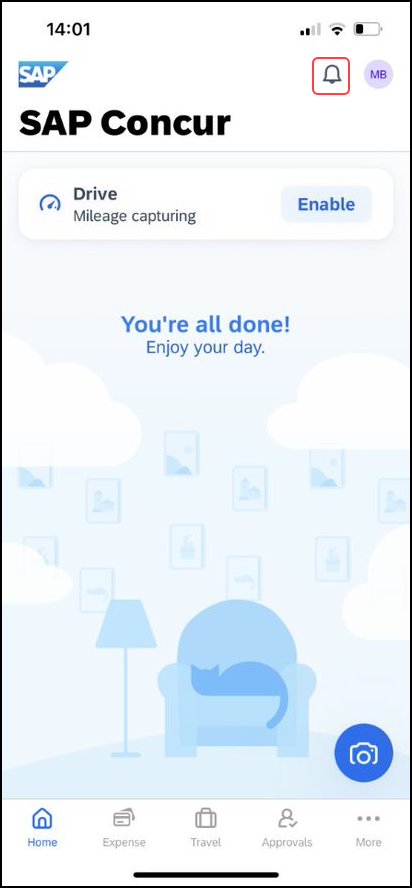 14:01
SAP
MB
SAP Concur
Drive
Mileage capturing
Enable
You're all done!
Enjoy your day.
Home
Expense
Travel
Approvals
More